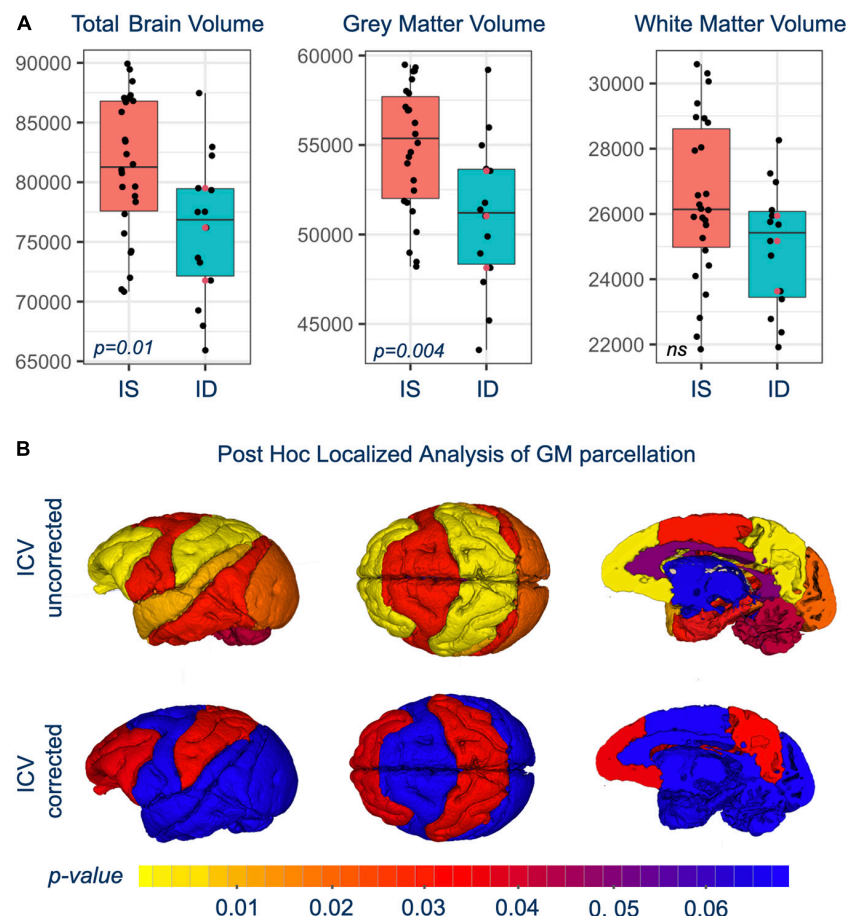 A
Total Brain Volume
Grey Matter Volume
White Matter Volume
90000
85000
80000
75000
70000
65000
p=0.01
IS ID
60000
55000
50000
45000
p=0.004
IS ID
30000
28000
26000
24000
22000
ns
IS ID
B
Post Hoc Localized Analysis of GM parcellation
ICV
uncorrected
ICV
corrected
p-value
0.01 0.02 0.03 0.04 0.05 0.06